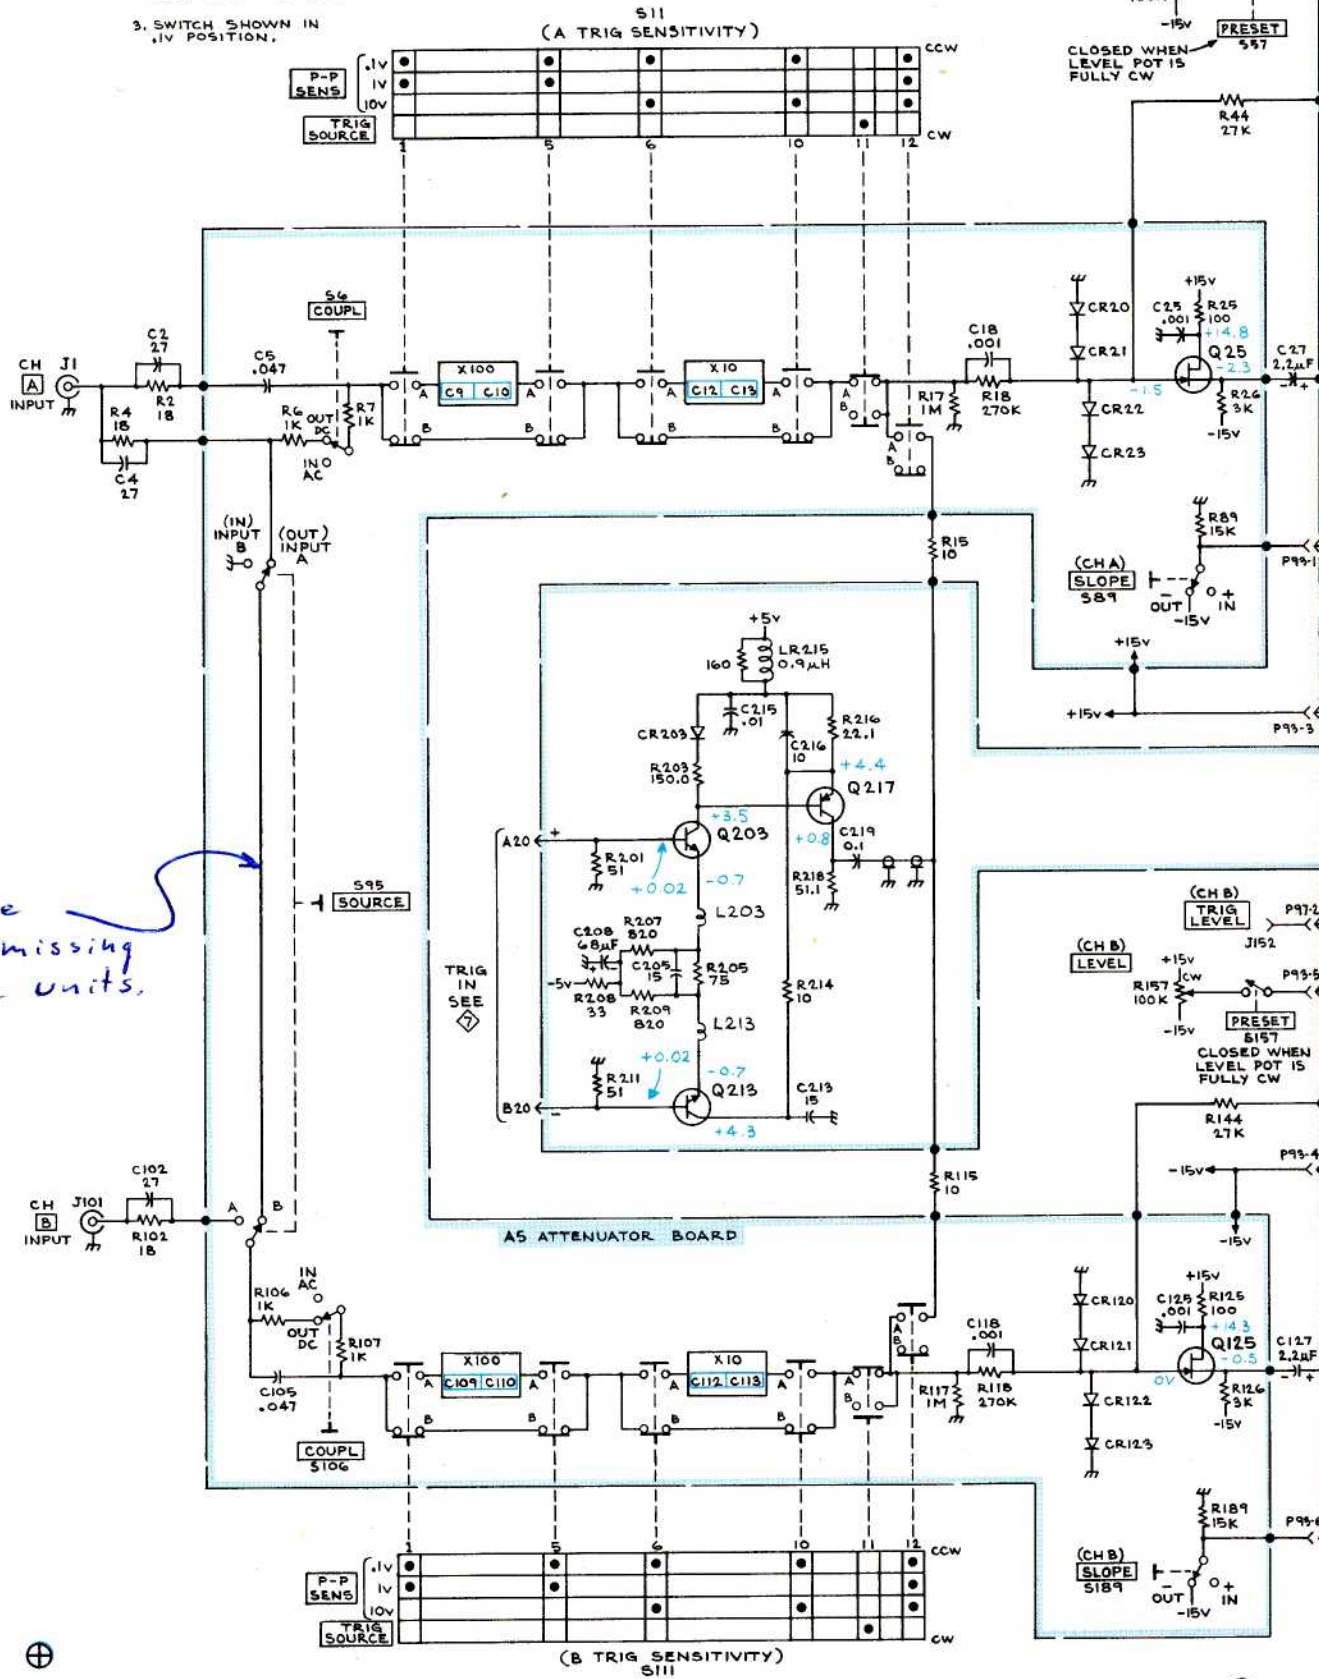 3. SWITCH SHOWN IN
.1V POSITION.
S11
(A TRIG SENSITIVITY)
P-P
SENS
.1V
1V
10V
TRIG
SOURCE
CCW
CW
1 5 6 10 11 12
-15V
PRESET
S57
CLOSED WHEN
LEVEL POT IS
FULLY CW
R44
27K
S6
COUPL
CH
A
INPUT
J1
C2
27
R2
18
R4
18
C4
27
C5
.047
R6
1K
OUT
DC
R7
1K
IN
AC
A
B
X100
C9 C10
A
B
A
B
X10
C12 C13
A
B
A
B
A
B
R17
1M
C18
.001
R18
270K
CR20
CR21
CR22
CR23
C25
.001
+15V
R25
100
+14.8
Q25
-2.3
-1.5
R26
3K
-15V
C27
2.2µF
- +
(IN)
INPUT
B
(OUT)
INPUT
A
R15
10
R89
15K
(CH A)
SLOPE
S89
-
OUT
+
IN
-15V
P93-1
+15V
+15V
P93-3
+5V
160
LR215
0.9µH
C215
.01
CR203
R203
150.0
C216
10
R216
22.1
+4.4
Q217
+3.5
Q203
+0.8
C219
0.1
A20
+
R201
51
+0.02
-0.7
R218
51.1
L203
S95
SOURCE
missing
units.
C208
68µF
+ -
R207
820
C205
15
R205
75
-5V
R208
33
R209
820
L213
R214
10
TRIG
IN
SEE
7
+0.02
-0.7
R211
51
Q213
B20
-
+4.3
C213
15
(CH B)
TRIG
LEVEL
P97-2
J152
(CH B)
LEVEL
+15V
CW
R157
100K
-15V
P93-5
PRESET
S157
CLOSED WHEN
LEVEL POT IS
FULLY CW
R144
27K
P93-4
-15V
-15V
R115
10
A5 ATTENUATOR BOARD
CH
B
INPUT
J101
C102
27
R102
18
A
B
IN
AC
R106
1K
OUT
DC
R107
1K
C105
.047
COUPL
S106
A
B
X100
C109 C110
A
B
A
B
X10
C112 C113
A
B
A
B
A
B
R117
1M
C118
.001
R118
270K
CR120
CR121
CR122
CR123
+15V
C125
.001
R125
100
+14.3
Q125
-0.5
0V
R126
3K
-15V
C127
2.2µF
- +
R189
15K
P93-6
(CH B)
SLOPE
S189
-
OUT
+
IN
-15V
1 5 6 10 11 12
P-P
SENS
.1V
1V
10V
TRIG
SOURCE
CCW
CW
(B TRIG SENSITIVITY)
S111